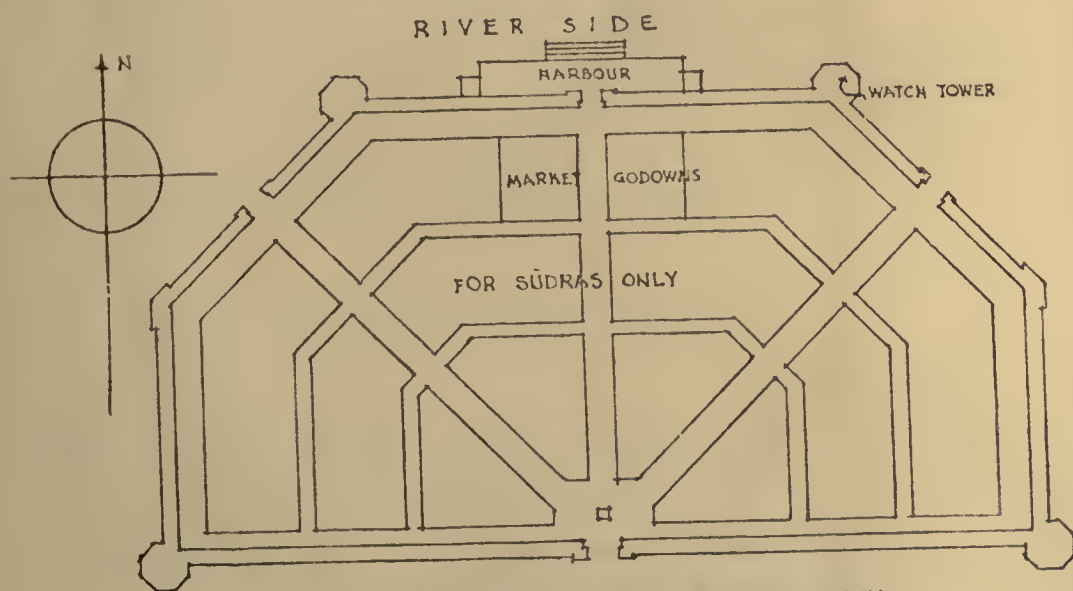 RIVER SIDE
N
HARBOUR
WATCH TOWER
MARKET GODOWNS
FOR SŪDRAS ONLY